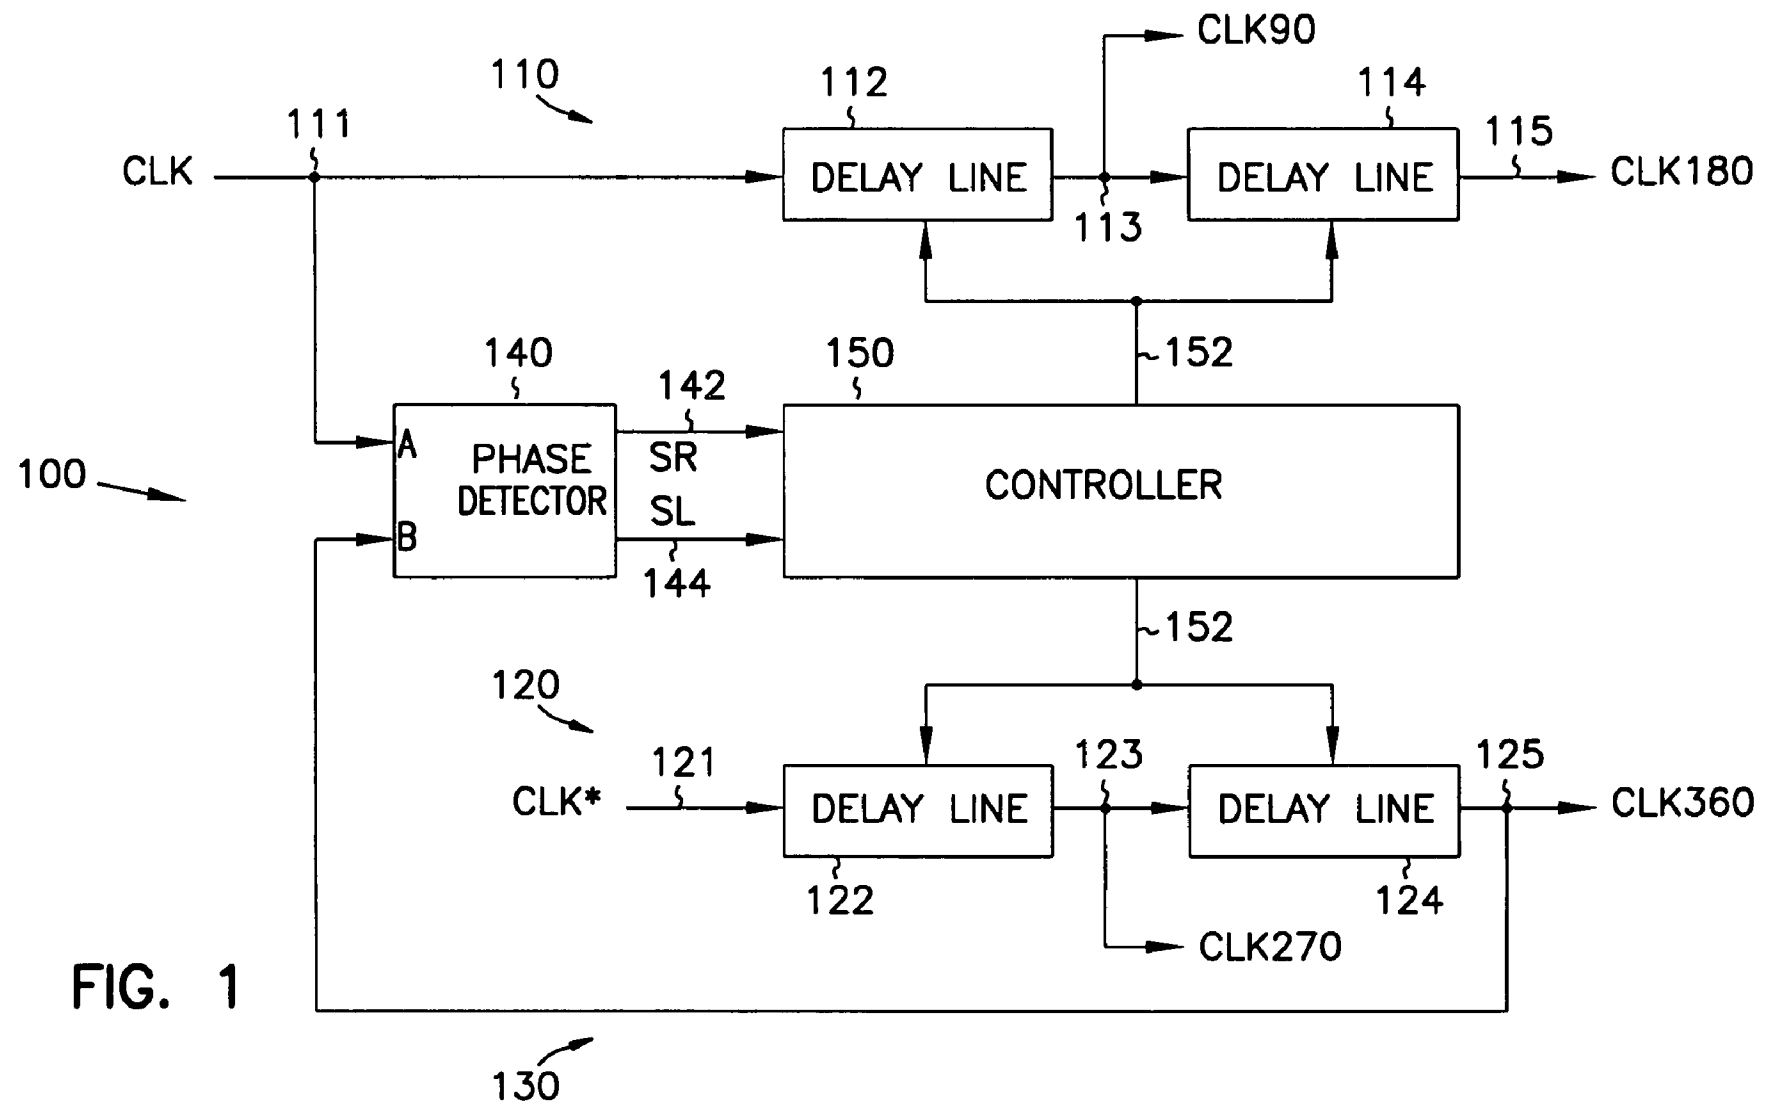 CLK90
110
112
114
111
115
CLK
DELAY LINE
DELAY LINE
CLK180
113
140
150
152
142
A
PHASE
DETECTOR
SR
CONTROLLER
100
SL
B
144
152
120
121
123
125
CLK*
DELAY LINE
DELAY LINE
CLK360
122
124
CLK270
FIG. 1
130